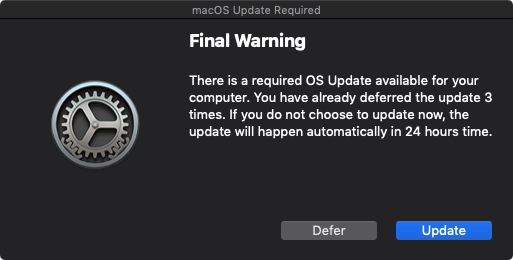 macOS Update Required
Final Warning
There is a required OS Update available for your
computer. You have already deferred the update 3
times. If you do not choose to update now, the
update will happen automatically in 24 hours time.
Defer
Update